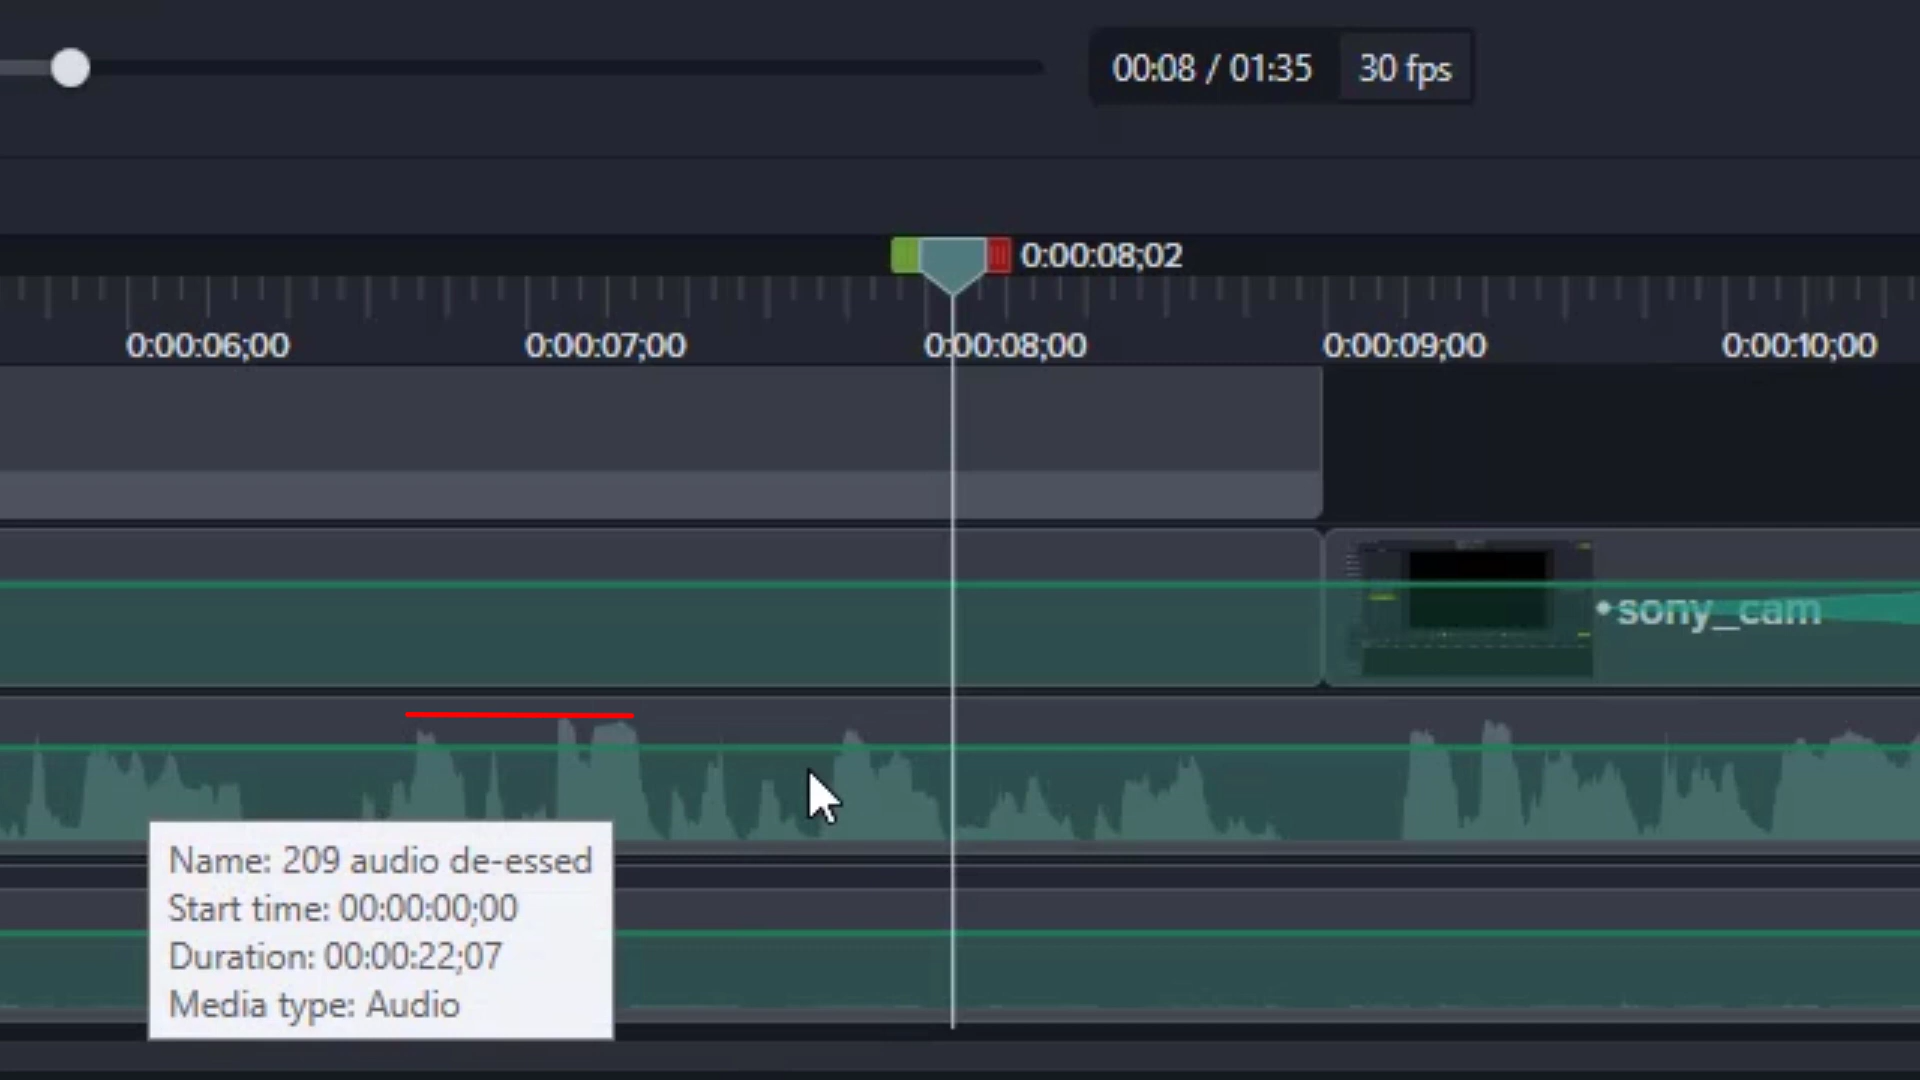 00:08 / 01:35
30 fps
0:00:08;02
0:00:06;00
0:00:07;00
0:00:08;00
0:00:09;00
0:00:10;00
sony_cam
Name: 209 audio de-essed
Start time: 00:00:00;00
Duration: 00:00:22;07
Media type: Audio